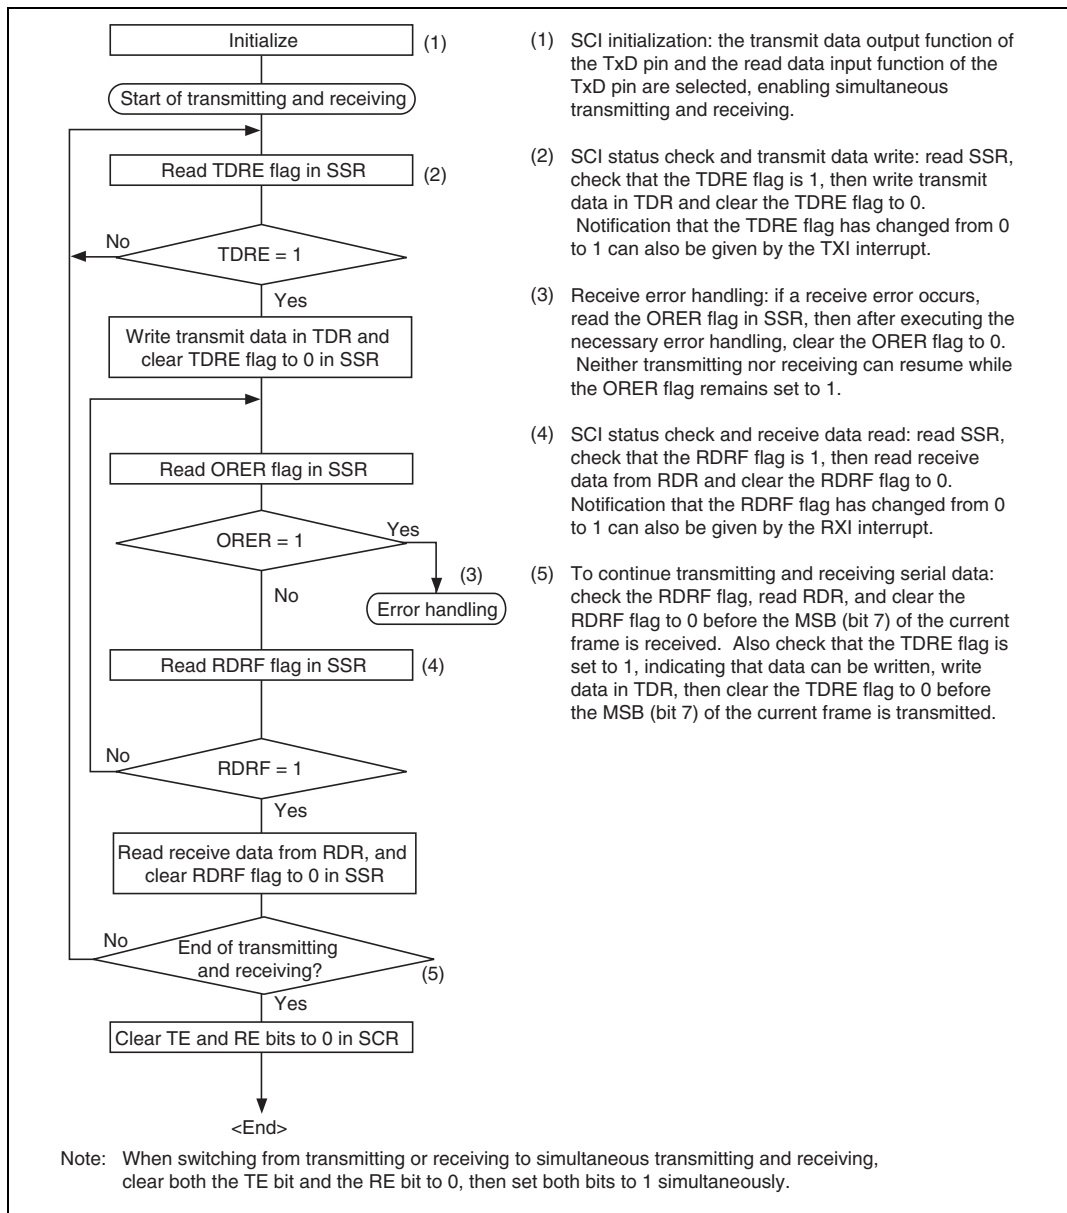 Initialize
(1)
Start of transmitting and receiving
Read TDRE flag in SSR
(2)
No
TDRE = 1
Yes
Write transmit data in TDR and
clear TDRE flag to 0 in SSR
Read ORER flag in SSR
Yes
ORER = 1
(3)
No
Error handling
Read RDRF flag in SSR
(4)
No
RDRF = 1
Yes
Read receive data from RDR, and
clear RDRF flag to 0 in SSR
No
End of transmitting
and receiving?
(5)
Yes
Clear TE and RE bits to 0 in SCR
<End>
(1) SCI initialization: the transmit data output function of
the TxD pin and the read data input function of the
TxD pin are selected, enabling simultaneous
transmitting and receiving.
(2) SCI status check and transmit data write: read SSR,
check that the TDRE flag is 1, then write transmit
data in TDR and clear the TDRE flag to 0.
Notification that the TDRE flag has changed from 0
to 1 can also be given by the TXI interrupt.
(3) Receive error handling: if a receive error occurs,
read the ORER flag in SSR, then after executing the
necessary error handling, clear the ORER flag to 0.
Neither transmitting nor receiving can resume while
the ORER flag remains set to 1.
(4) SCI status check and receive data read: read SSR,
check that the RDRF flag is 1, then read receive
data from RDR and clear the RDRF flag to 0.
Notification that the RDRF flag has changed from 0
to 1 can also be given by the RXI interrupt.
(5) To continue transmitting and receiving serial data:
check the RDRF flag, read RDR, and clear the
RDRF flag to 0 before the MSB (bit 7) of the current
frame is received. Also check that the TDRE flag is
set to 1, indicating that data can be written, write
data in TDR, then clear the TDRE flag to 0 before
the MSB (bit 7) of the current frame is transmitted.
Note: When switching from transmitting or receiving to simultaneous transmitting and receiving,
clear both the TE bit and the RE bit to 0, then set both bits to 1 simultaneously.